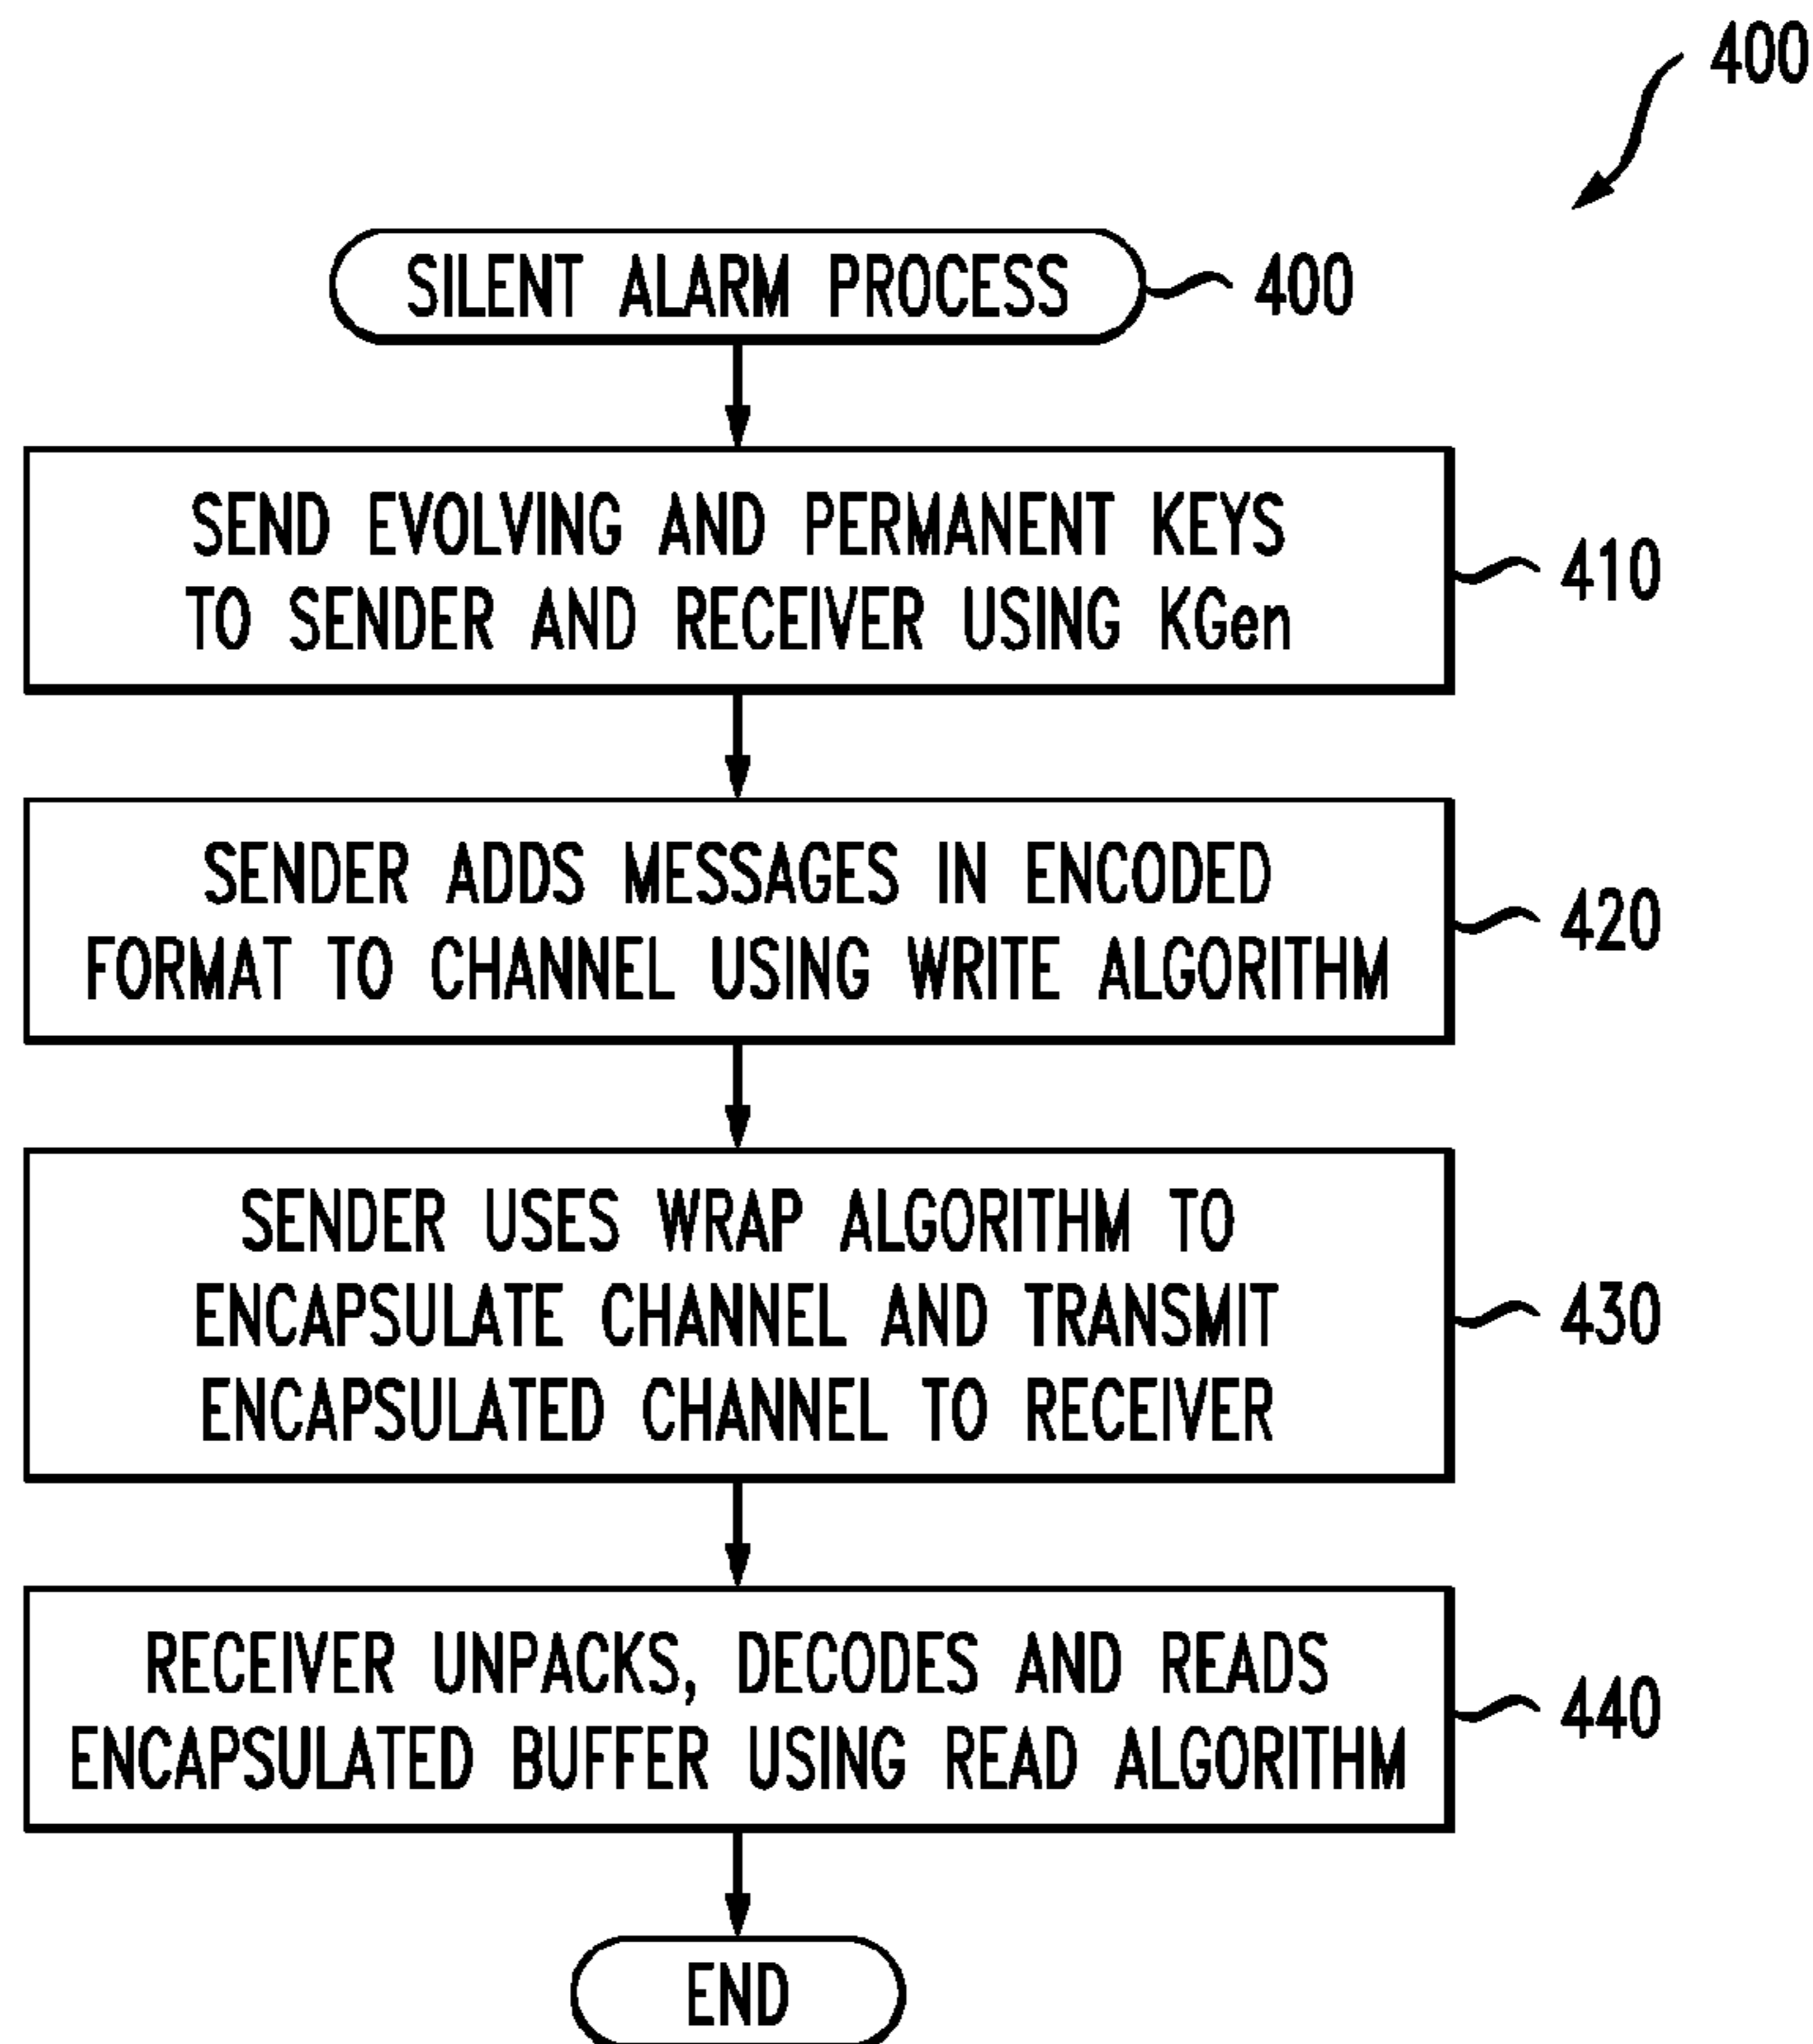 400
SILENT ALARM PROCESS
400
SEND EVOLVING AND PERMANENT KEYS
TO SENDER AND RECEIVER USING KGen
410
SENDER ADDS MESSAGES IN ENCODED
FORMAT TO CHANNEL USING WRITE ALGORITHM
420
SENDER USES WRAP ALGORITHM TO
ENCAPSULATE CHANNEL AND TRANSMIT
ENCAPSULATED CHANNEL TO RECEIVER
430
RECEIVER UNPACKS, DECODES AND READS
ENCAPSULATED BUFFER USING READ ALGORITHM
440
END